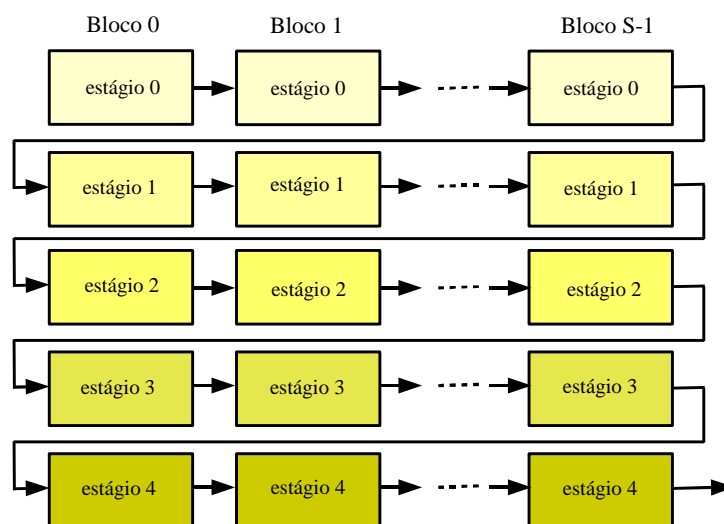 Bloco 0 Bloco 1 Bloco S-1
estágio 0 estágio 0 estágio 0
estágio 1 estágio 1 estágio 1
estágio 2 estágio 2 estágio 2
estágio 3 estágio 3 estágio 3
estágio 4 estágio 4 estágio 4